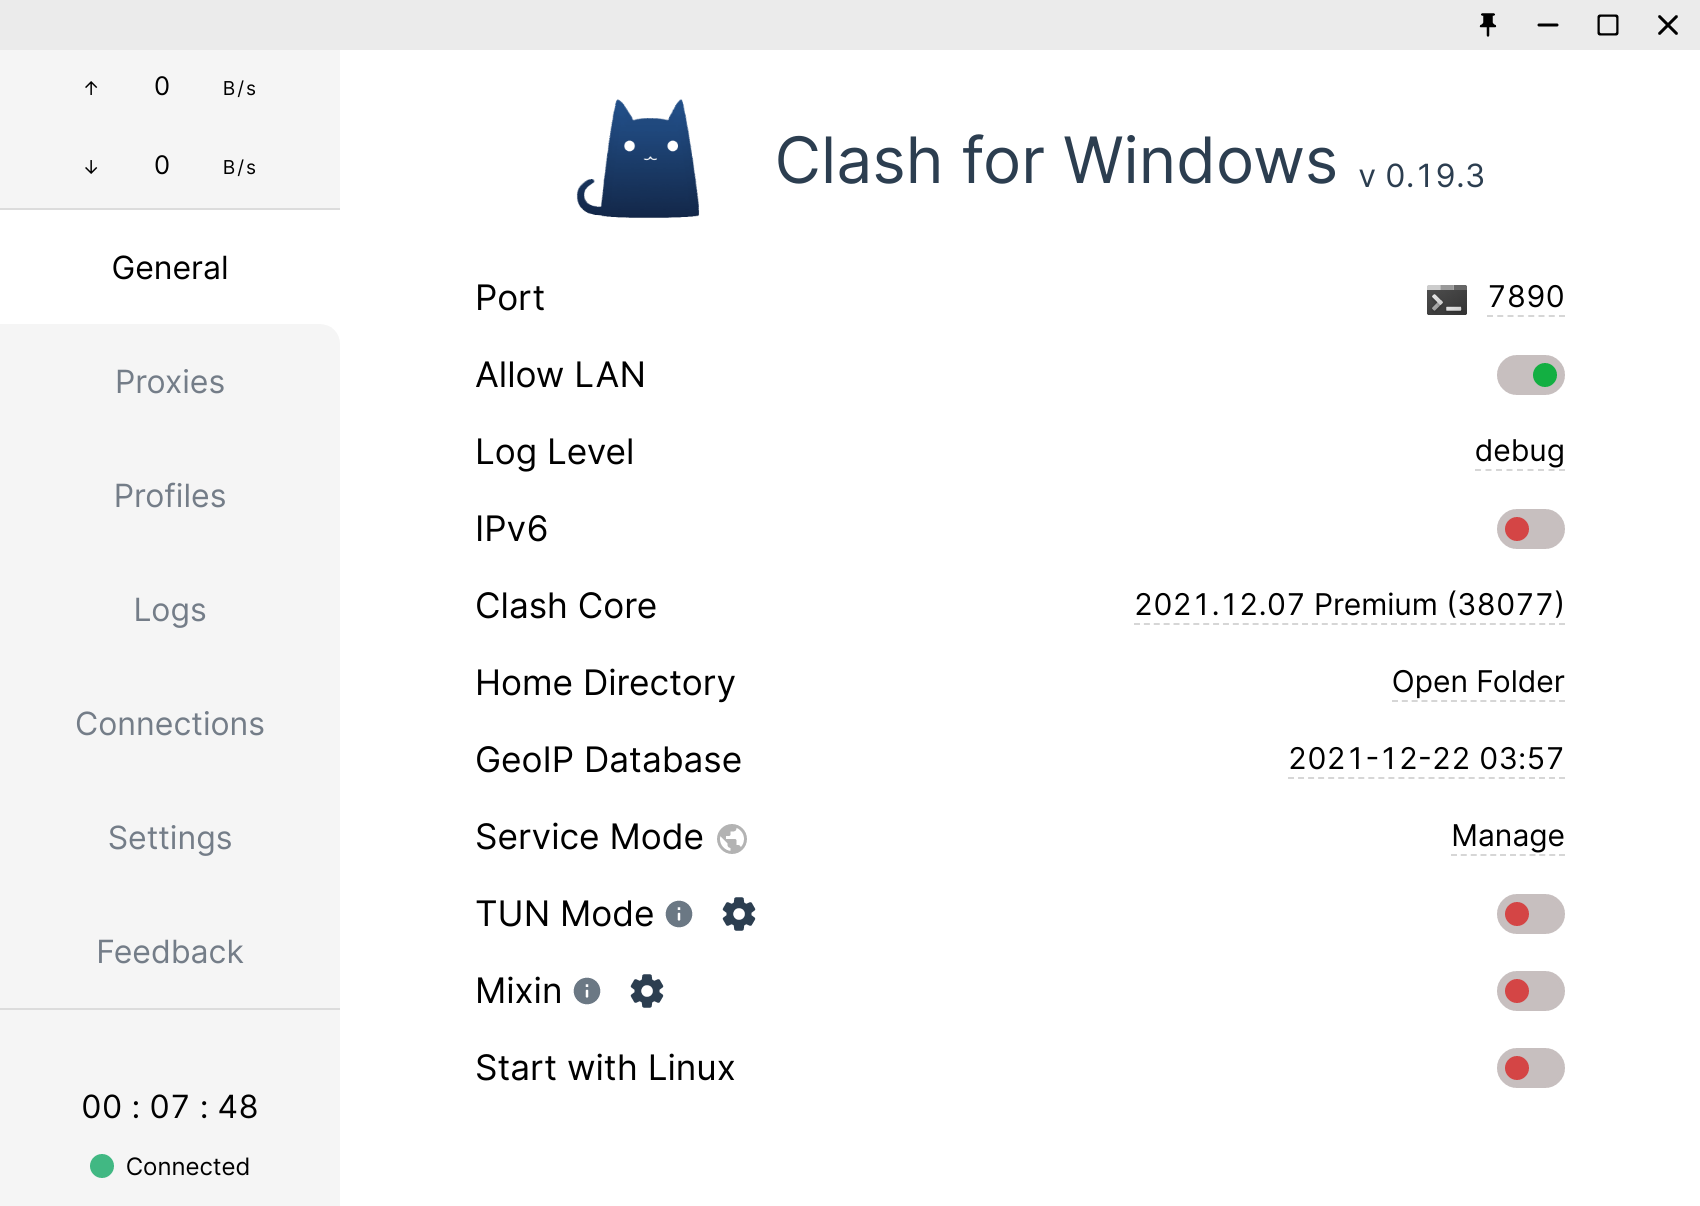 ↑ 0 B/s
↓ 0 B/s
General
Proxies
Profiles
Logs
Connections
Settings
Feedback
00 : 07 : 48
Connected
Clash for Windows v 0.19.3
Port 7890
Allow LAN
Log Level debug
IPv6
Clash Core 2021.12.07 Premium (38077)
Home Directory Open Folder
GeoIP Database 2021-12-22 03:57
Service Mode Manage
TUN Mode
Mixin
Start with Linux